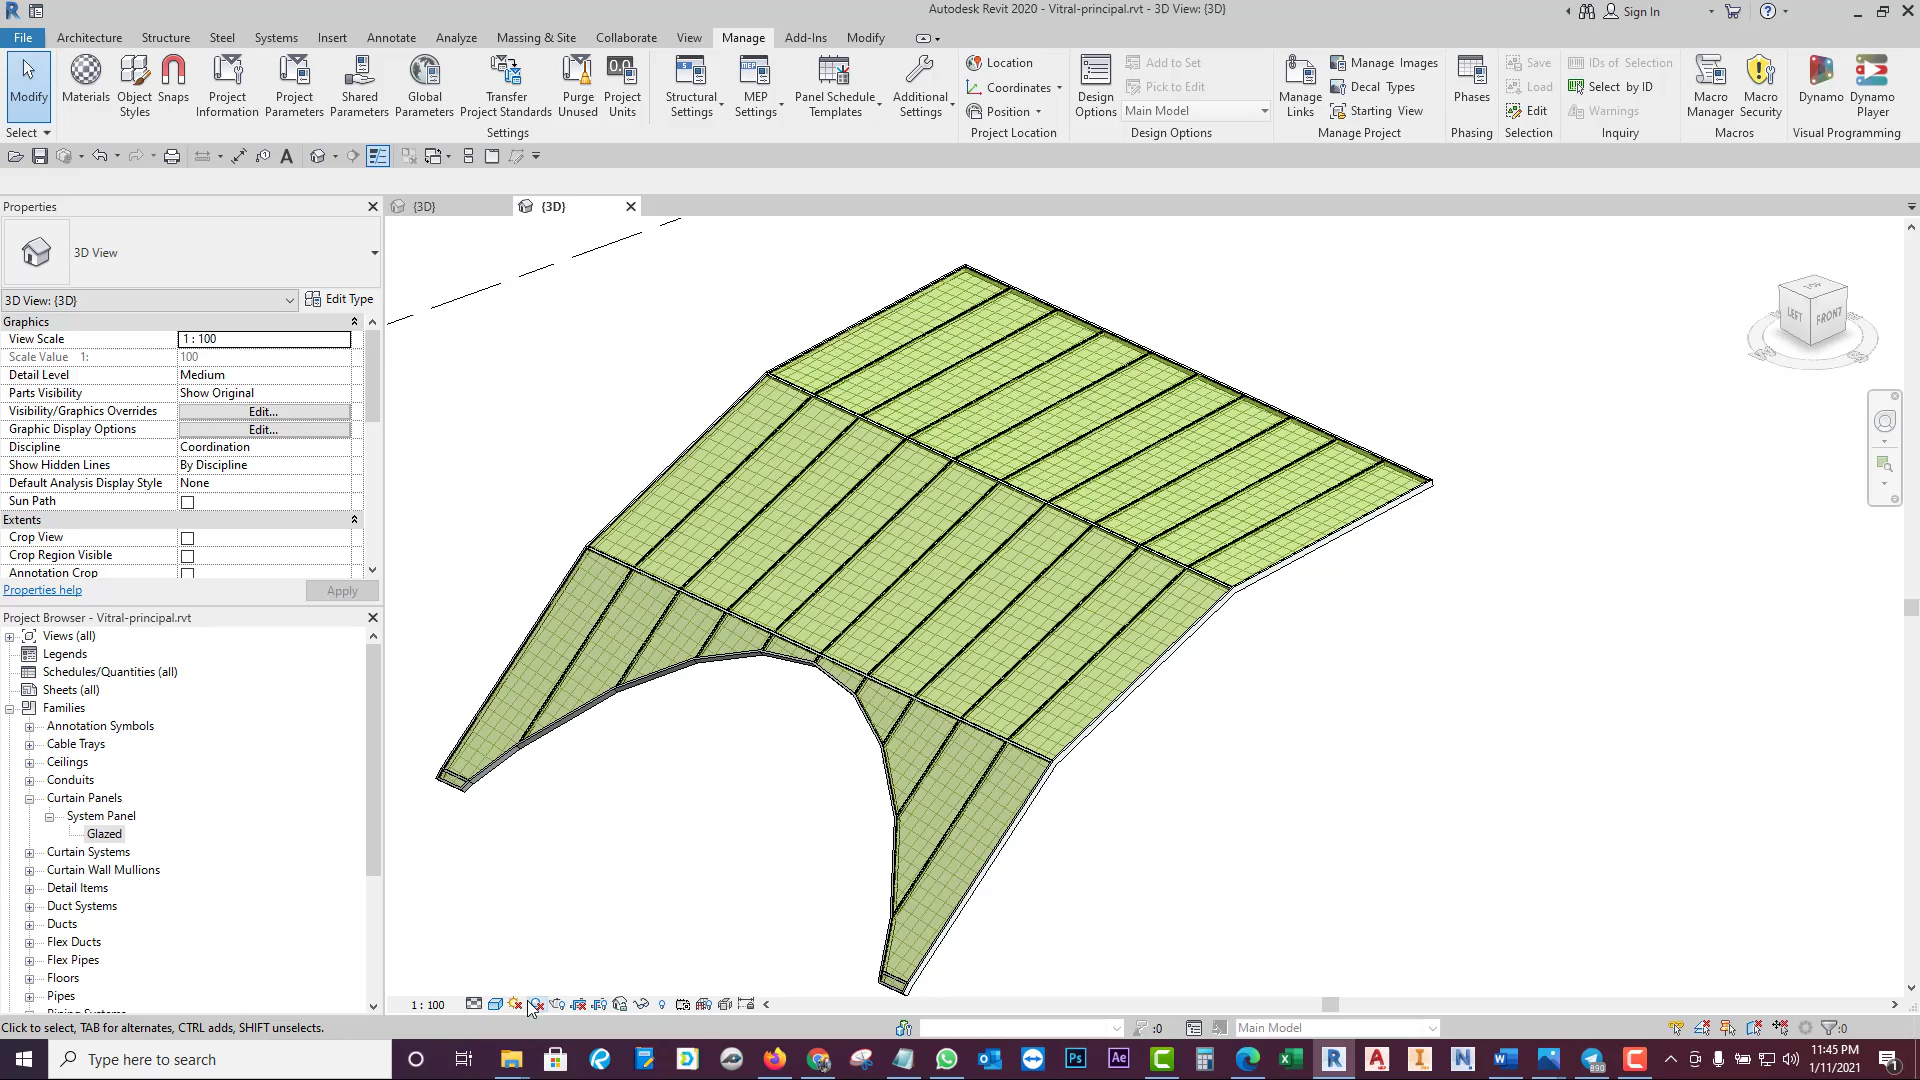 Autodesk Revit 2020 - Vitral-principal.rvt - 3D View: {3D}
Sign In
File Architecture Structure Steel Systems Insert Annotate Analyze Massing & Site Collaborate View Manage Add-Ins Modify
Modify
Materials
Object Styles
Snaps
Project Information
Project Parameters
Shared Parameters
Global Parameters
Transfer Project Standards
Purge Unused
Project Units
Structural Settings
MEP Settings
Panel Schedule Templates
Additional Settings
Location
Coordinates
Position
Design Options
Add to Set
Pick to Edit
Main Model
Manage Links
Manage Images
Decal Types
Starting View
Phases
Save
Load
Edit
IDs of Selection
Select by ID
Warnings
Macro Manager
Macro Security
Dynamo
Dynamo Player
Select Settings Project Location Design Options Manage Project Phasing Selection Inquiry Macros Visual Programming
Properties
{3D}
{3D}
3D View
3D View: {3D}
Edit Type
Graphics
View Scale 1 : 100
Scale Value 1: 100
Detail Level Medium
Parts Visibility Show Original
Visibility/Graphics Overrides Edit...
Graphic Display Options Edit...
Discipline Coordination
Show Hidden Lines By Discipline
Default Analysis Display Style None
Sun Path
Extents
Crop View
Crop Region Visible
Annotation Crop
Properties help
Apply
TOP
LEFT
FRONT
Project Browser - Vitral-principal.rvt
Views (all)
Legends
Schedules/Quantities (all)
Sheets (all)
Families
Annotation Symbols
Cable Trays
Ceilings
Conduits
Curtain Panels
System Panel
Glazed
Curtain Systems
Curtain Wall Mullions
Detail Items
Duct Systems
Ducts
Flex Ducts
Flex Pipes
Floors
Pipes
1 : 100
Click to select, TAB for alternates, CTRL adds, SHIFT unselects.
:0
Main Model
:0
Type here to search
11:45 PM
1/11/2021